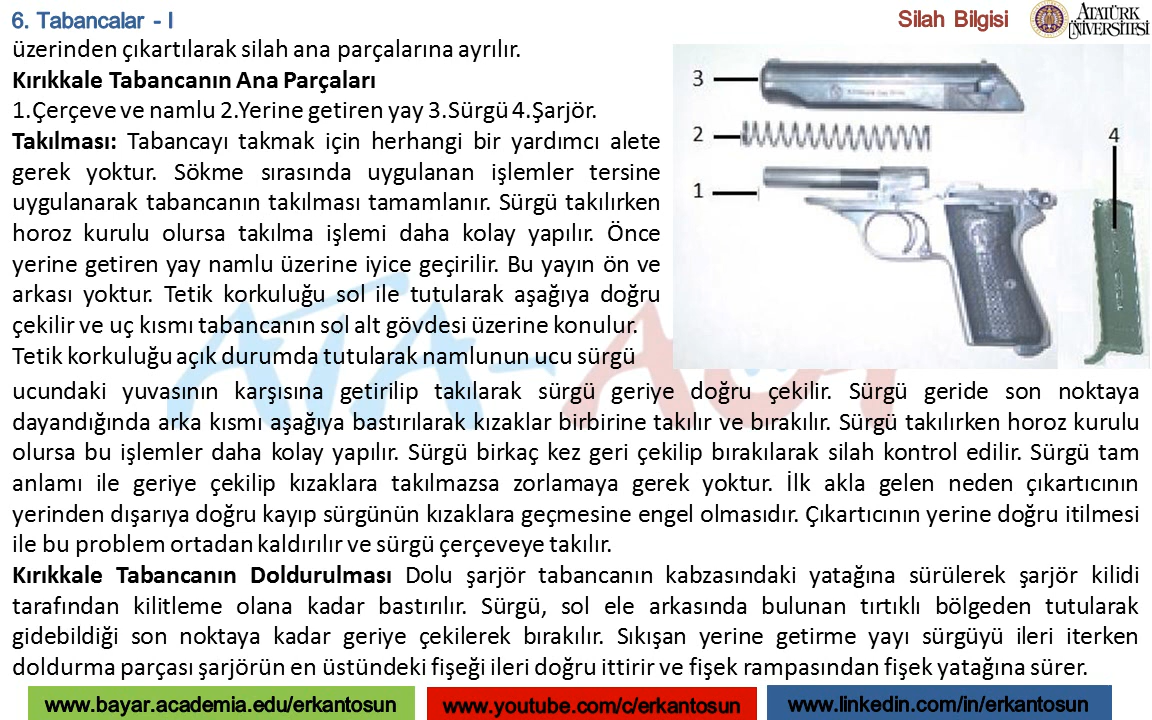 6. Tabancalar - I
Silah Bilgisi
ATATÜRK
ÜNİVERSİTESİ
üzerinden çıkartılarak silah ana parçalarına ayrılır.
Kırıkkale Tabancanın Ana Parçaları
1.Çerçeve ve namlu 2.Yerine getiren yay 3.Sürgü 4.Şarjör.
Takılması: Tabancayı takmak için herhangi bir yardımcı alete
gerek yoktur. Sökme sırasında uygulanan işlemler tersine
uygulanarak tabancanın takılması tamamlanır. Sürgü takılırken
horoz kurulu olursa takılma işlemi daha kolay yapılır. Önce
yerine getiren yay namlu üzerine iyice geçirilir. Bu yayın ön ve
arkası yoktur. Tetik korkuluğu sol ile tutularak aşağıya doğru
çekilir ve uç kısmı tabancanın sol alt gövdesi üzerine konulur.
Tetik korkuluğu açık durumda tutularak namlunun ucu sürgü
3
2
1
4
ucundaki yuvasının karşısına getirilip takılarak sürgü geriye doğru çekilir. Sürgü geride son noktaya
dayandığında arka kısmı aşağıya bastırılarak kızaklar birbirine takılır ve bırakılır. Sürgü takılırken horoz kurulu
olursa bu işlemler daha kolay yapılır. Sürgü birkaç kez geri çekilip bırakılarak silah kontrol edilir. Sürgü tam
anlamı ile geriye çekilip kızaklara takılmazsa zorlamaya gerek yoktur. İlk akla gelen neden çıkartıcının
yerinden dışarıya doğru kayıp sürgünün kızaklara geçmesine engel olmasıdır. Çıkartıcının yerine doğru itilmesi
ile bu problem ortadan kaldırılır ve sürgü çerçeveye takılır.
Kırıkkale Tabancanın Doldurulması Dolu şarjör tabancanın kabzasındaki yatağına sürülerek şarjör kilidi
tarafından kilitleme olana kadar bastırılır. Sürgü, sol ele arkasında bulunan tırtıklı bölgeden tutularak
gidebildiği son noktaya kadar geriye çekilerek bırakılır. Sıkışan yerine getirme yayı sürgüyü ileri iterken
doldurma parçası şarjörün en üstündeki fişeği ileri doğru ittirir ve fişek rampasından fişek yatağına sürer.
www.bayar.academia.edu/erkantosun
www.youtube.com/c/erkantosun
www.linkedin.com/in/erkantosun